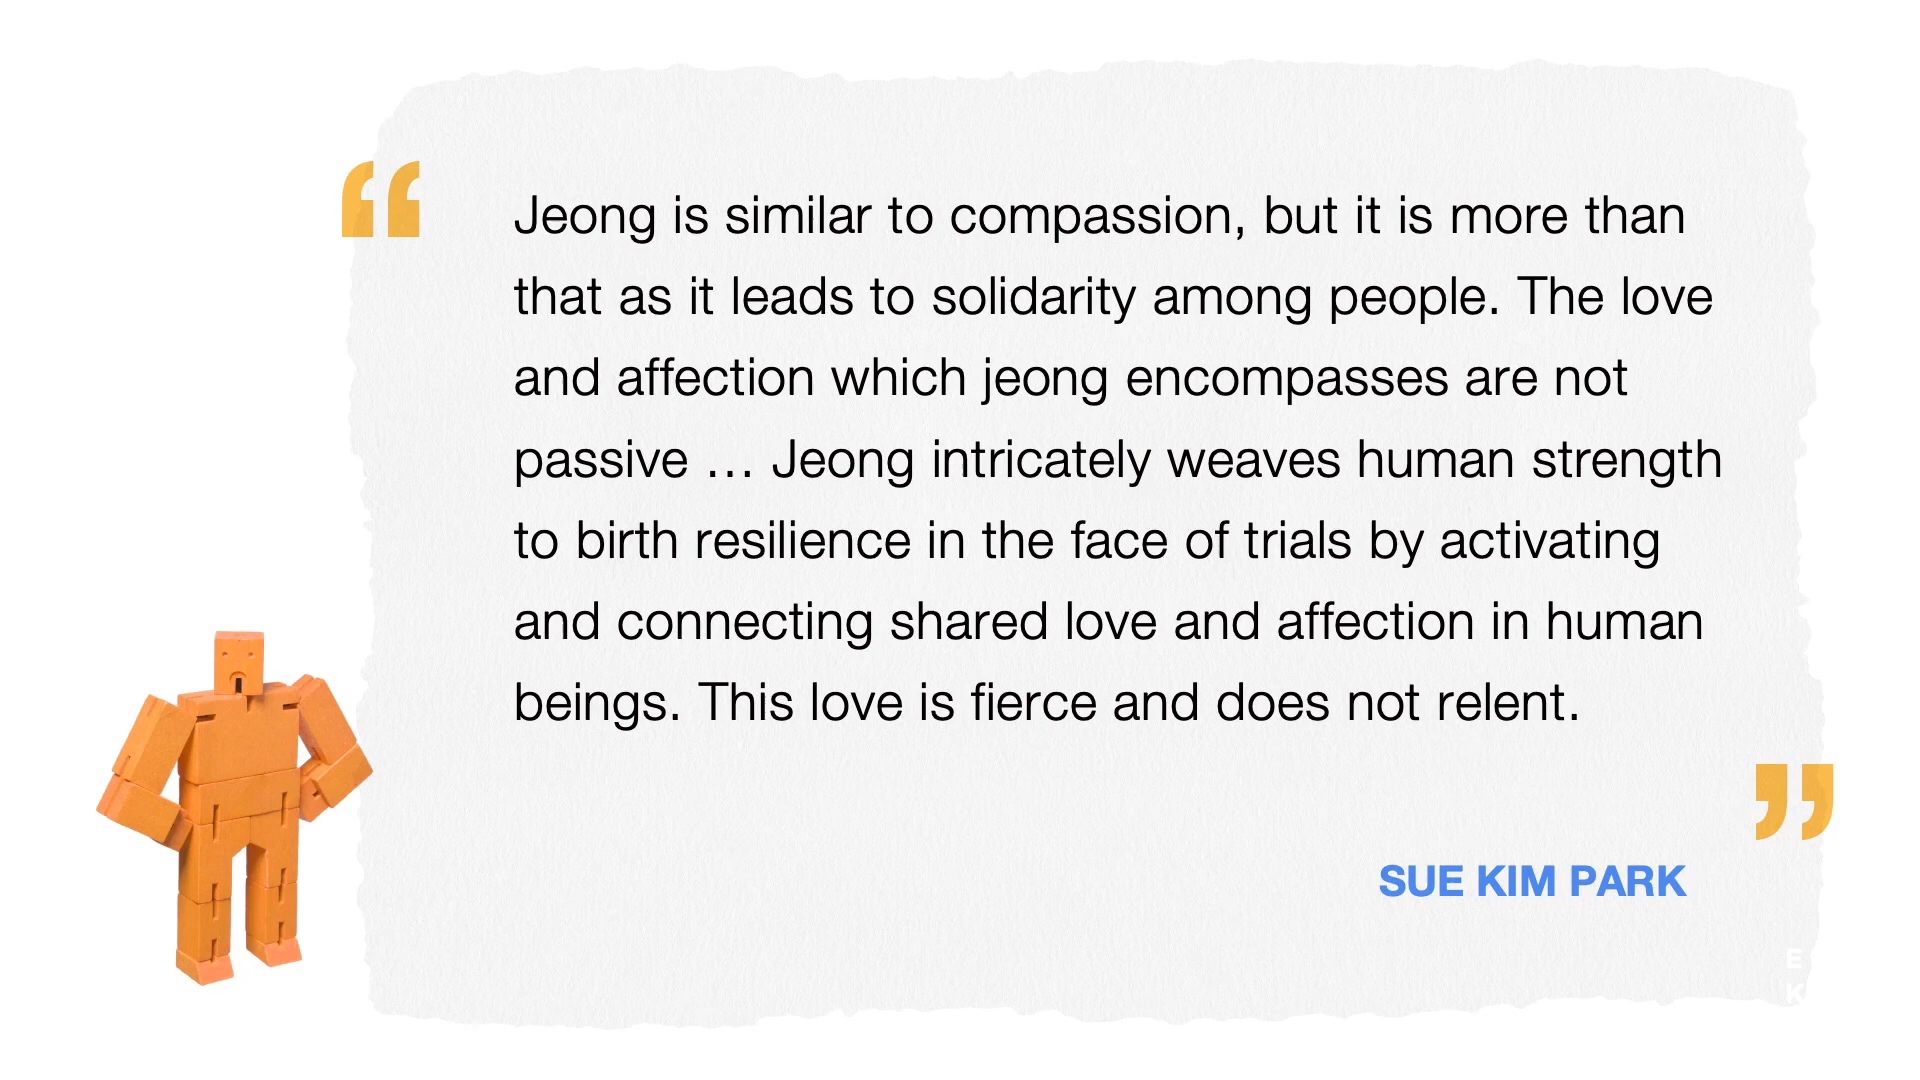 “
Jeong is similar to compassion, but it is more than
that as it leads to solidarity among people. The love
and affection which jeong encompasses are not
passive … Jeong intricately weaves human strength
to birth resilience in the face of trials by activating
and connecting shared love and affection in human
beings. This love is fierce and does not relent.
”
SUE KIM PARK
E
K